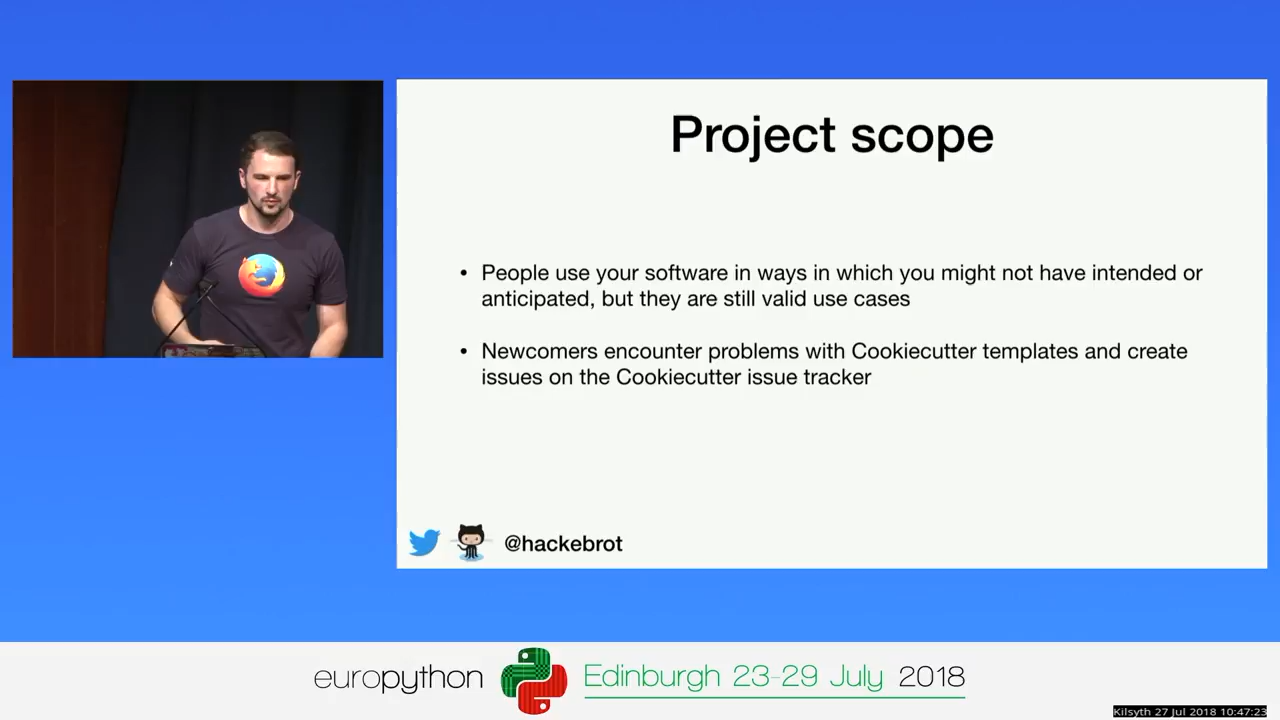 Project scope
• People use your software in ways in which you might not have intended or
anticipated, but they are still valid use cases
• Newcomers encounter problems with Cookiecutter templates and create
issues on the Cookiecutter issue tracker
@hackebrot
europython Edinburgh 23-29 July 2018
Kilsyth 27 Jul 2018 10:47:23